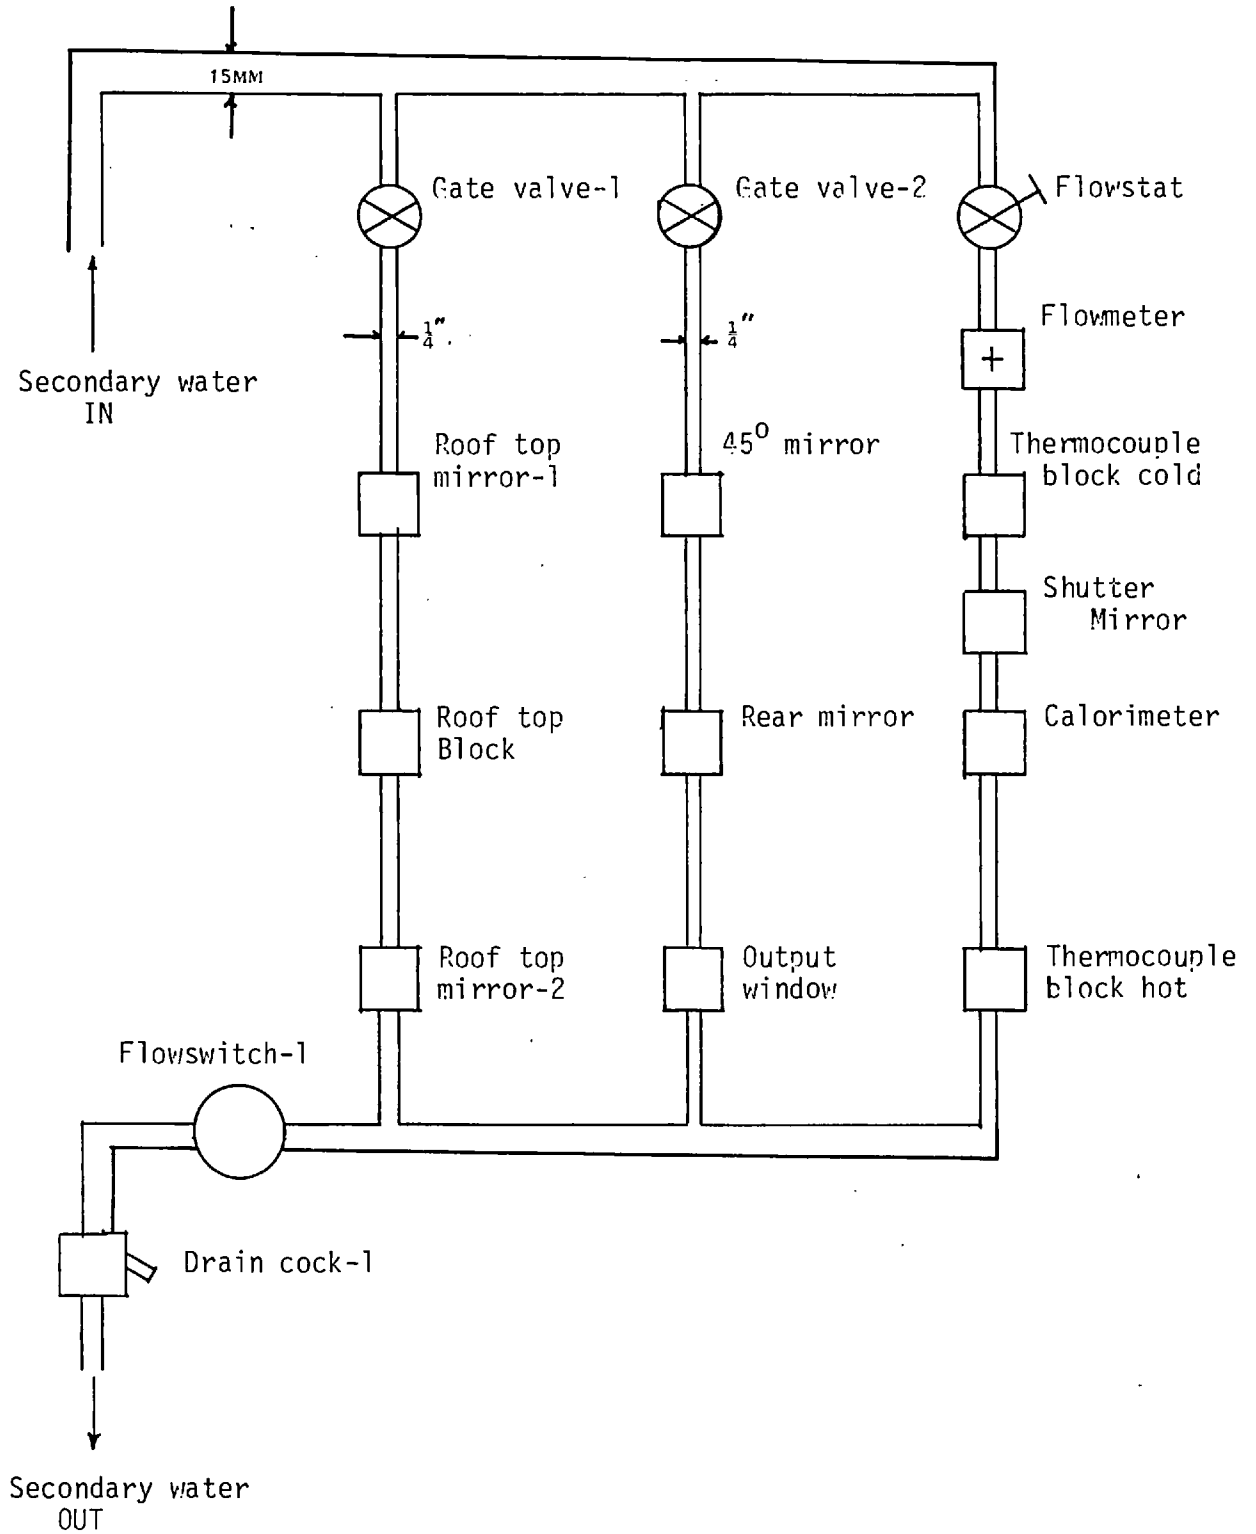 15MM
Gate valve-1
Gate valve-2
Flowstat
Flowmeter
1/4"
1/4"
Secondary water
IN
Roof top
mirror-1
45° mirror
Thermocouple
block cold
Shutter
Mirror
Roof top
Block
Rear mirror
Calorimeter
Roof top
mirror-2
Output
window
Thermocouple
block hot
Flowswitch-1
Drain cock-1
Secondary water
OUT